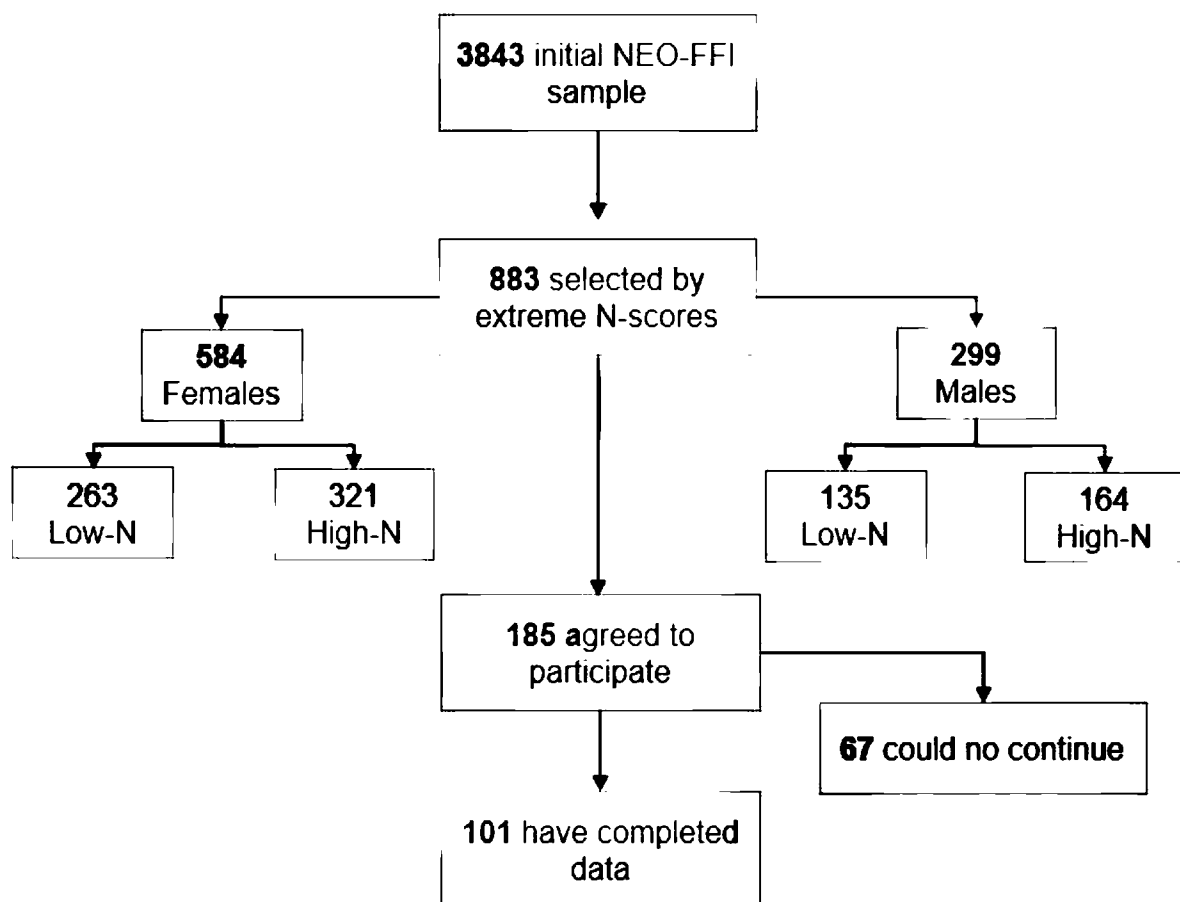 3843 initial NEO-FFI
sample
883 selected by
extreme N-scores
584
Females
299
Males
263
Low-N
321
High-N
135
Low-N
164
High-N
185 agreed to
participate
67 could no continue
101 have completed
data